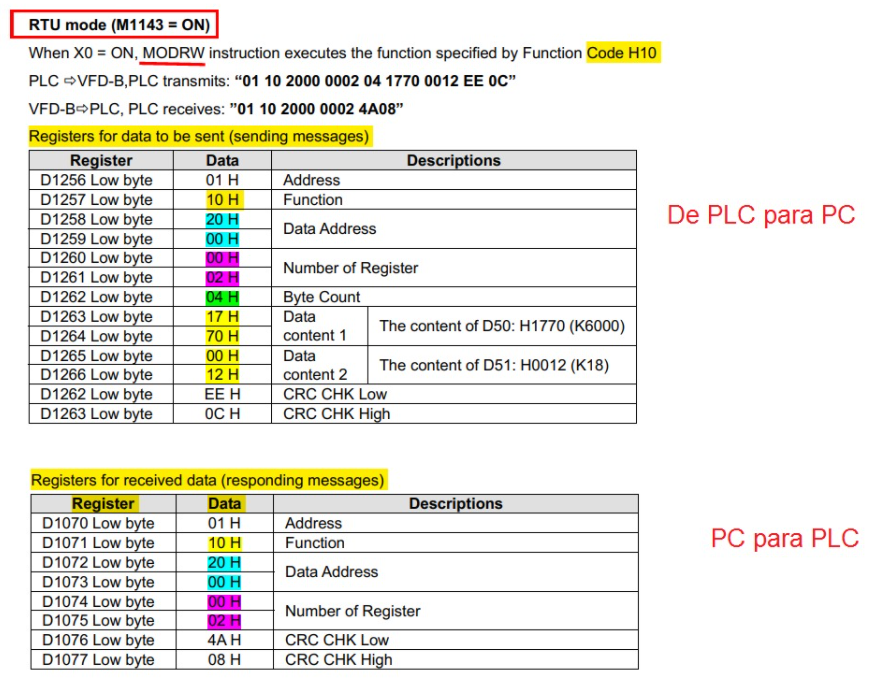 RTU mode (M1143 = ON)
When X0 = ON, MODRW instruction executes the function specified by Function Code H10
PLC ⇨VFD-B,PLC transmits: “01 10 2000 0002 04 1770 0012 EE 0C”
VFD-B⇨PLC, PLC receives: ”01 10 2000 0002 4A08”
Registers for data to be sent (sending messages)
Register Data Descriptions
D1256 Low byte 01 H Address
D1257 Low byte 10 H Function
D1258 Low byte 20 H Data Address
D1259 Low byte 00 H
De PLC para PC
D1260 Low byte 00 H Number of Register
D1261 Low byte 02 H
D1262 Low byte 04 H Byte Count
D1263 Low byte 17 H Data content 1 The content of D50: H1770 (K6000)
D1264 Low byte 70 H
D1265 Low byte 00 H Data content 2 The content of D51: H0012 (K18)
D1266 Low byte 12 H
D1262 Low byte EE H CRC CHK Low
D1263 Low byte 0C H CRC CHK High
Registers for received data (responding messages)
Register Data Descriptions
D1070 Low byte 01 H Address
D1071 Low byte 10 H Function
PC para PLC
D1072 Low byte 20 H Data Address
D1073 Low byte 00 H
D1074 Low byte 00 H Number of Register
D1075 Low byte 02 H
D1076 Low byte 4A H CRC CHK Low
D1077 Low byte 08 H CRC CHK High